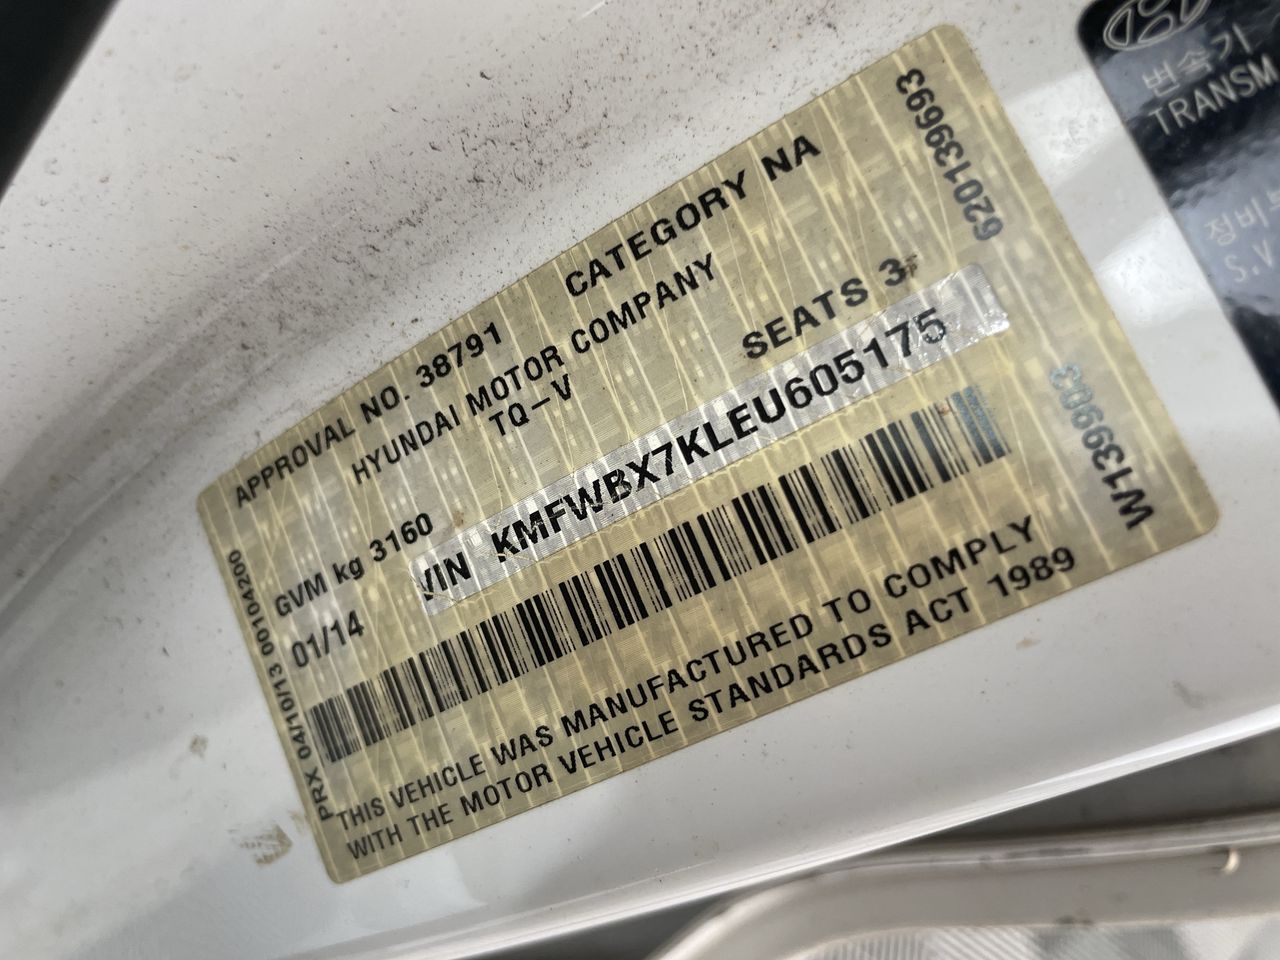 APPROVAL NO. 38791 CATEGORY NA
HYUNDAI MOTOR COMPANY
TQ-V
GVM kg 3160 SEATS 3
01/14 VIN KMFWBX7KLEU605175
THIS VEHICLE WAS MANUFACTURED TO COMPLY
WITH THE MOTOR VEHICLE STANDARDS ACT 1989
PRX 04/10/13 00104200
620139693
W139903
변속기
TRANSM
정비
S.V